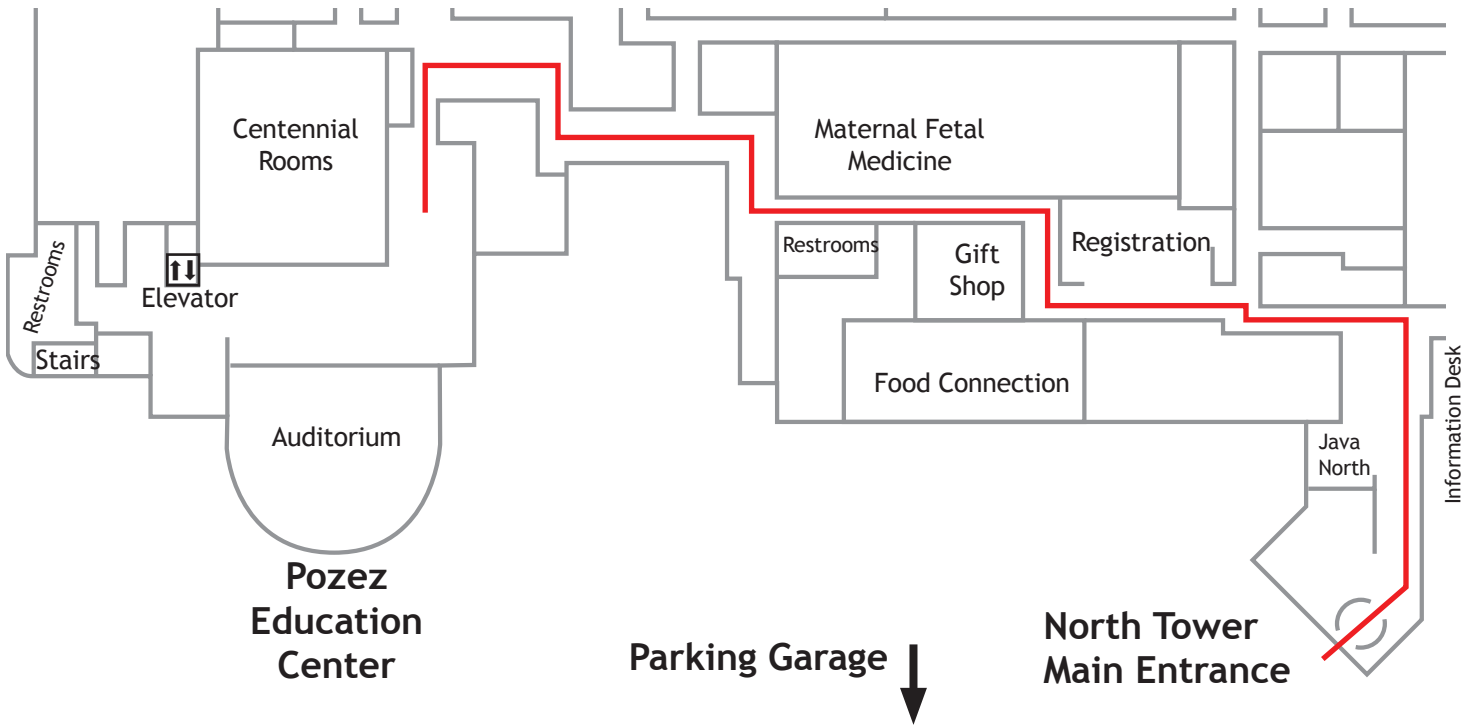 Centennial
Rooms
Maternal Fetal
Medicine
Restrooms
Elevator
Stairs
Restrooms
Gift
Shop
Registration
Food Connection
Auditorium
Java
North
Information Desk
Pozez
Education
Center
Parking Garage
North Tower
Main Entrance